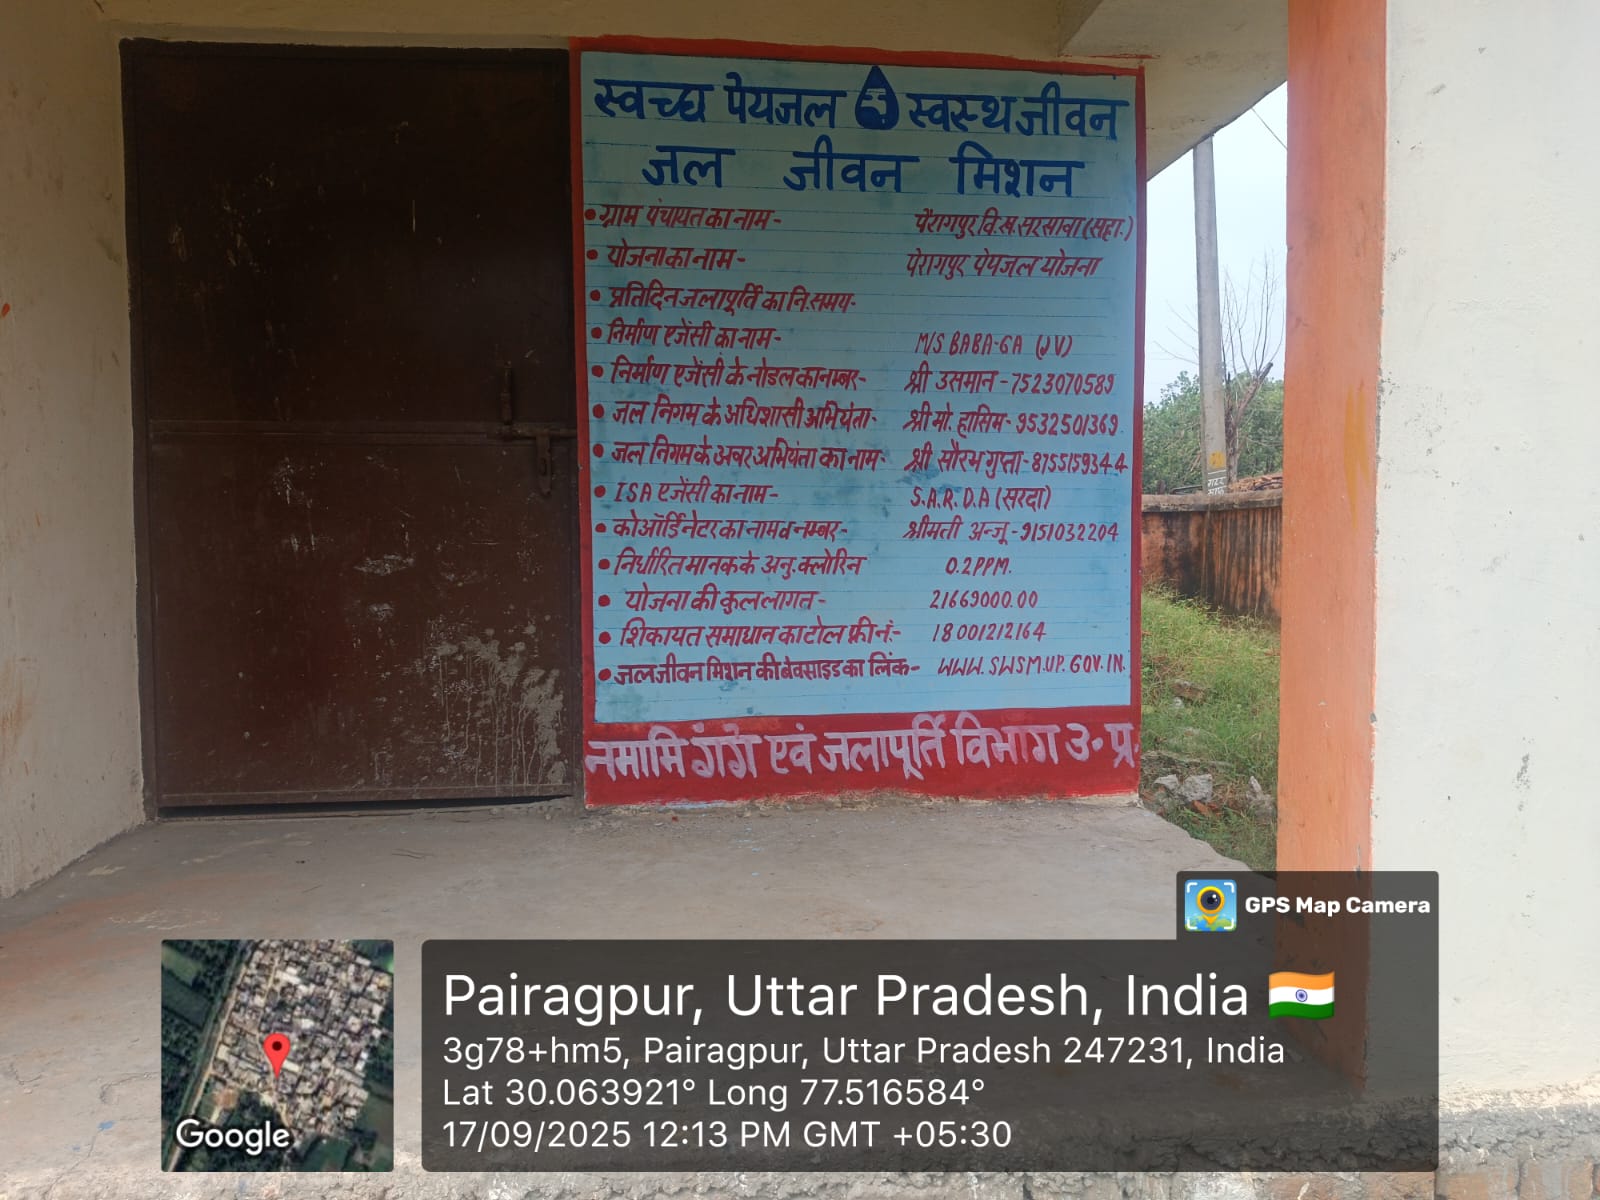 स्वच्छ पेयजल स्वस्थ जीवन
जल जीवन मिशन
• ग्राम पंचायत का नाम- पैरागपुर वि.ख. सरसावा (सहा.)
• योजना का नाम- पेरागपुर पेयजल योजना
• प्रतिदिन जलापूर्ति का नि.समय-
• निर्माण एजेंसी का नाम- M/S BABA-GA (JV)
• निर्माण एजेंसी के नोडल का नम्बर- श्री उसमान - 7523070589
• जल निगम के अधिशासी अभियंता- श्री मो. हासिम- 9532501369
• जल निगम के अवर अभियंता का नाम- श्री सौरभ गुप्ता- 8755159344
• ISA एजेंसी का नाम- S.A.R.D.A (सरदा)
• कोऑर्डिनेटर का नाम व नम्बर- श्रीमती अन्जू - 9151032204
• निर्धारित मानक के अनु. क्लोरिन 0.2PPM.
• योजना की कुल लागत- 21669000.00
• शिकायत समाधान का टोल फ्री नं.- 18001212164
• जल जीवन मिशन की वेबसाइड का लिंक- WWW.SWSM.UP.GOV.IN.
नमामि गंगे एवं जलापूर्ति विभाग उ॰ प्र.
GPS Map Camera
Pairagpur, Uttar Pradesh, India
3g78+hm5, Pairagpur, Uttar Pradesh 247231, India
Lat 30.063921° Long 77.516584°
17/09/2025 12:13 PM GMT +05:30
Google